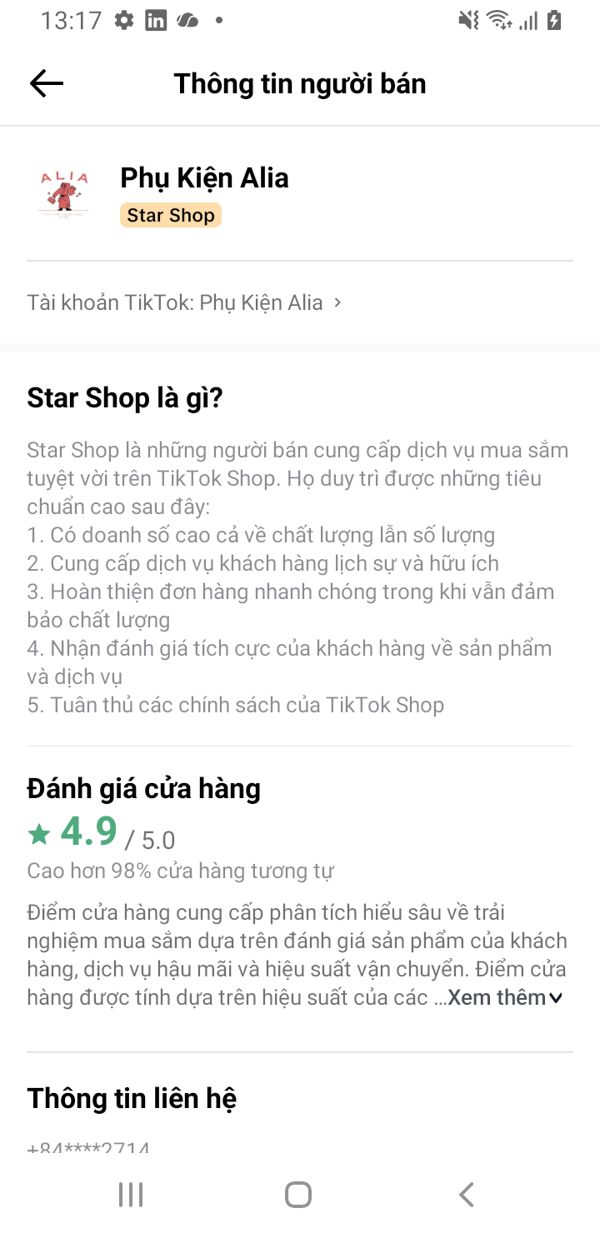 13:17
Thông tin người bán
ALIA
Phụ Kiện Alia
Star Shop
Tài khoản TikTok: Phụ Kiện Alia
Star Shop là gì?
Star Shop là những người bán cung cấp dịch vụ mua sắm
tuyệt vời trên TikTok Shop. Họ duy trì được những tiêu
chuẩn cao sau đây:
1. Có doanh số cao cả về chất lượng lẫn số lượng
2. Cung cấp dịch vụ khách hàng lịch sự và hữu ích
3. Hoàn thiện đơn hàng nhanh chóng trong khi vẫn đảm
bảo chất lượng
4. Nhận đánh giá tích cực của khách hàng về sản phẩm
và dịch vụ
5. Tuân thủ các chính sách của TikTok Shop
Đánh giá cửa hàng
4.9 / 5.0
Cao hơn 98% cửa hàng tương tự
Điểm cửa hàng cung cấp phân tích hiểu sâu về trải
nghiệm mua sắm dựa trên đánh giá sản phẩm của khách
hàng, dịch vụ hậu mãi và hiệu suất vận chuyển. Điểm cửa
hàng được tính dựa trên hiệu suất của các ...Xem thêm
Thông tin liên hệ
+84****2714